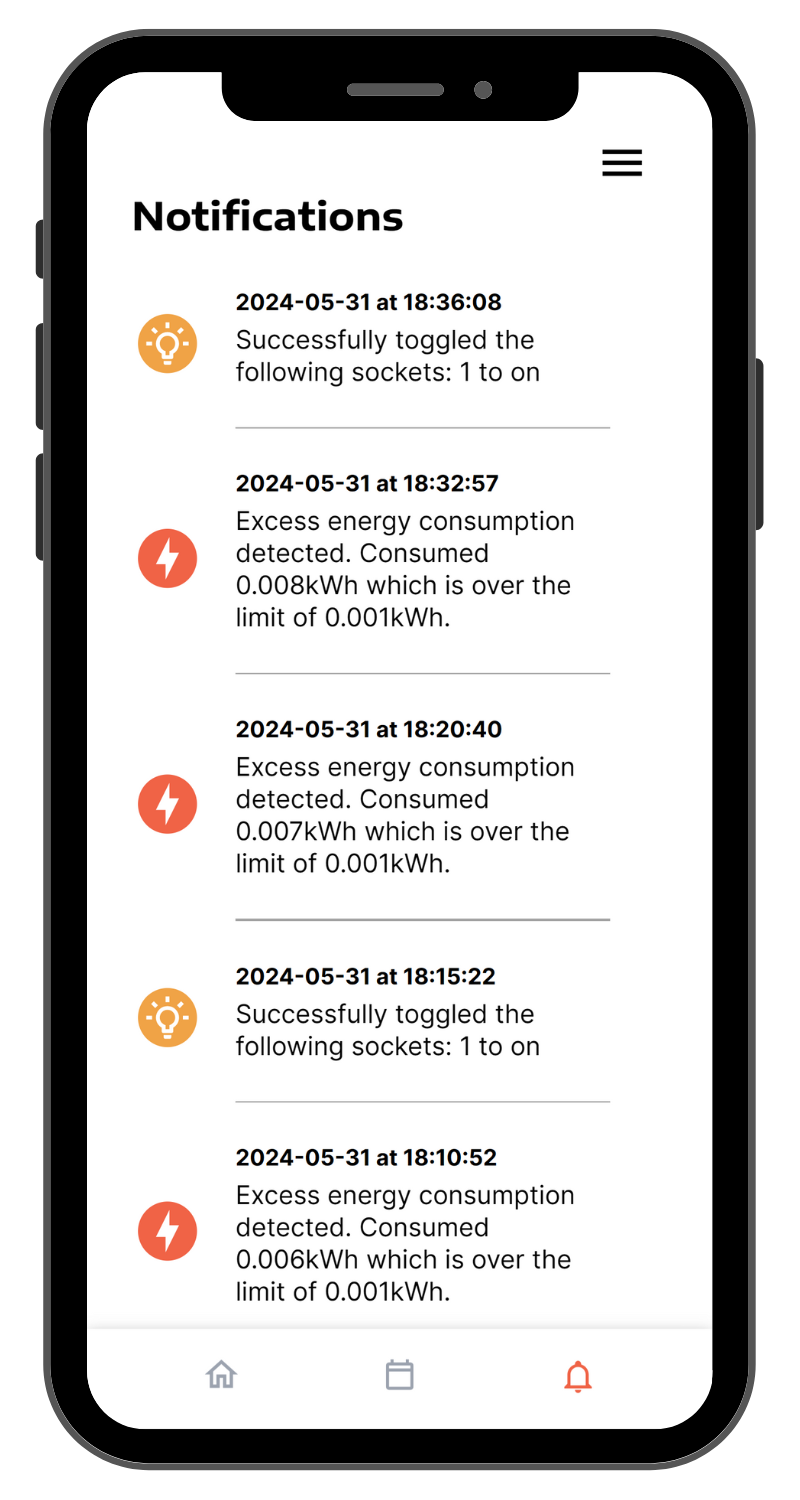 Notifications
2024-05-31 at 18:36:08
Successfully toggled the
following sockets: 1 to on
2024-05-31 at 18:32:57
Excess energy consumption
detected. Consumed
0.008kWh which is over the
limit of 0.001kWh.
2024-05-31 at 18:20:40
Excess energy consumption
detected. Consumed
0.007kWh which is over the
limit of 0.001kWh.
2024-05-31 at 18:15:22
Successfully toggled the
following sockets: 1 to on
2024-05-31 at 18:10:52
Excess energy consumption
detected. Consumed
0.006kWh which is over the
limit of 0.001kWh.